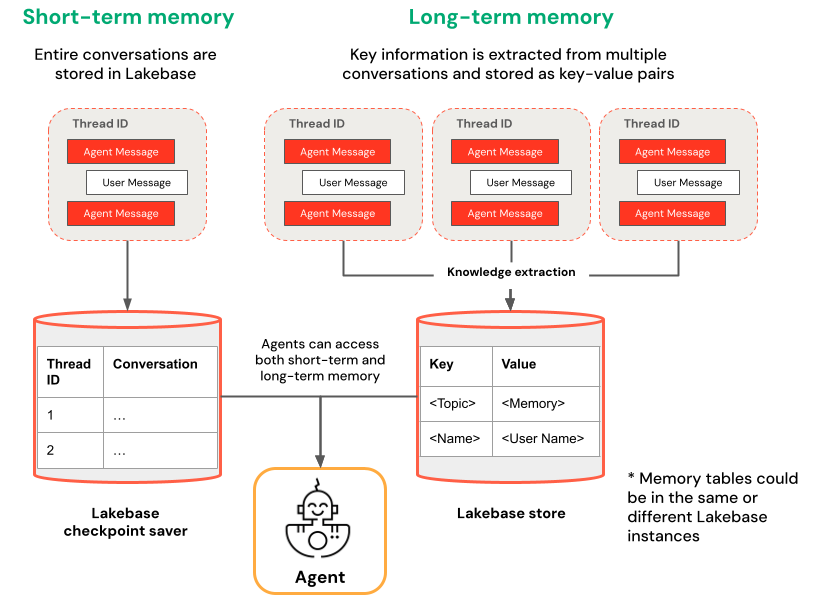 Short-term memory
Entire conversations are
stored in Lakebase
Long-term memory
Key information is extracted from multiple
conversations and stored as key-value pairs
Thread ID
Agent Message
User Message
Agent Message
Thread ID
Agent Message
User Message
Agent Message
Thread ID
Agent Message
User Message
Agent Message
Thread ID
Agent Message
User Message
Agent Message
Knowledge extraction
Thread
ID
Conversation
1
...
2
...
Lakebase
checkpoint saver
Agents can access
both short-term and
long-term memory
Key
Value
<Topic>
<Memory>
<Name>
<User Name>
Lakebase store
Agent
* Memory tables could
be in the same or
different Lakebase
instances